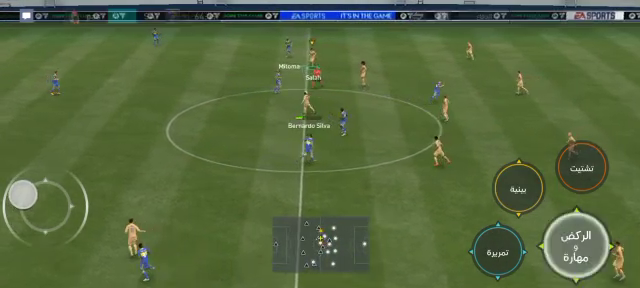 EA SPORTS
IT'S IN THE GAME
EA SPORTS
Mitoma
Salah
Bernardo Silva
تشتيت
بينية
الركض
و
مهارة
تمريرة